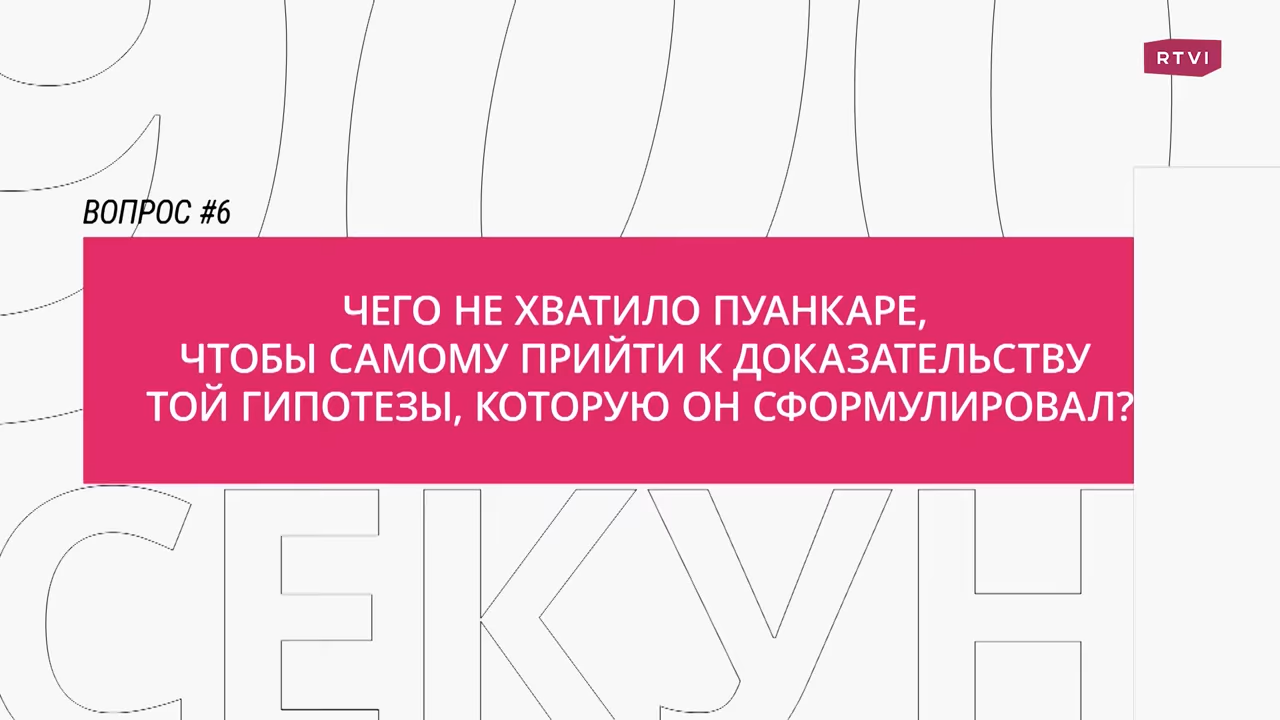 RTVI
ВОПРОС #6
ЧЕГО НЕ ХВАТИЛО ПУАНКАРЕ,
ЧТОБЫ САМОМУ ПРИЙТИ К ДОКАЗАТЕЛЬСТВУ
ТОЙ ГИПОТЕЗЫ, КОТОРУЮ ОН СФОРМУЛИРОВАЛ?
СЕКУН